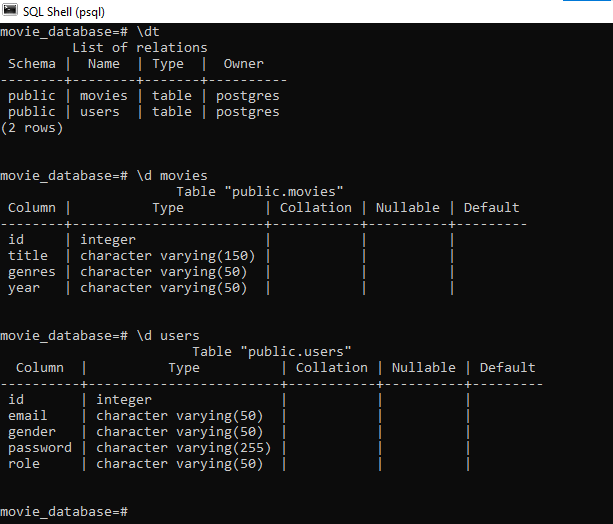 SQL Shell (psql)
movie_database=# \dt
         List of relations
 Schema |  Name  | Type  |  Owner
--------+--------+-------+----------
 public | movies | table | postgres
 public | users  | table | postgres
(2 rows)
movie_database=# \d movies
                      Table "public.movies"
 Column |          Type          | Collation | Nullable | Default
--------+------------------------+-----------+----------+---------
 id     | integer                |           |          |
 title  | character varying(150) |           |          |
 genres | character varying(50)  |           |          |
 year   | character varying(50)  |           |          |
movie_database=# \d users
                        Table "public.users"
  Column  |          Type          | Collation | Nullable | Default
----------+------------------------+-----------+----------+---------
 id       | integer                |           |          |
 email    | character varying(50)  |           |          |
 gender   | character varying(50)  |           |          |
 password | character varying(255) |           |          |
 role     | character varying(50)  |           |          |
movie_database=#